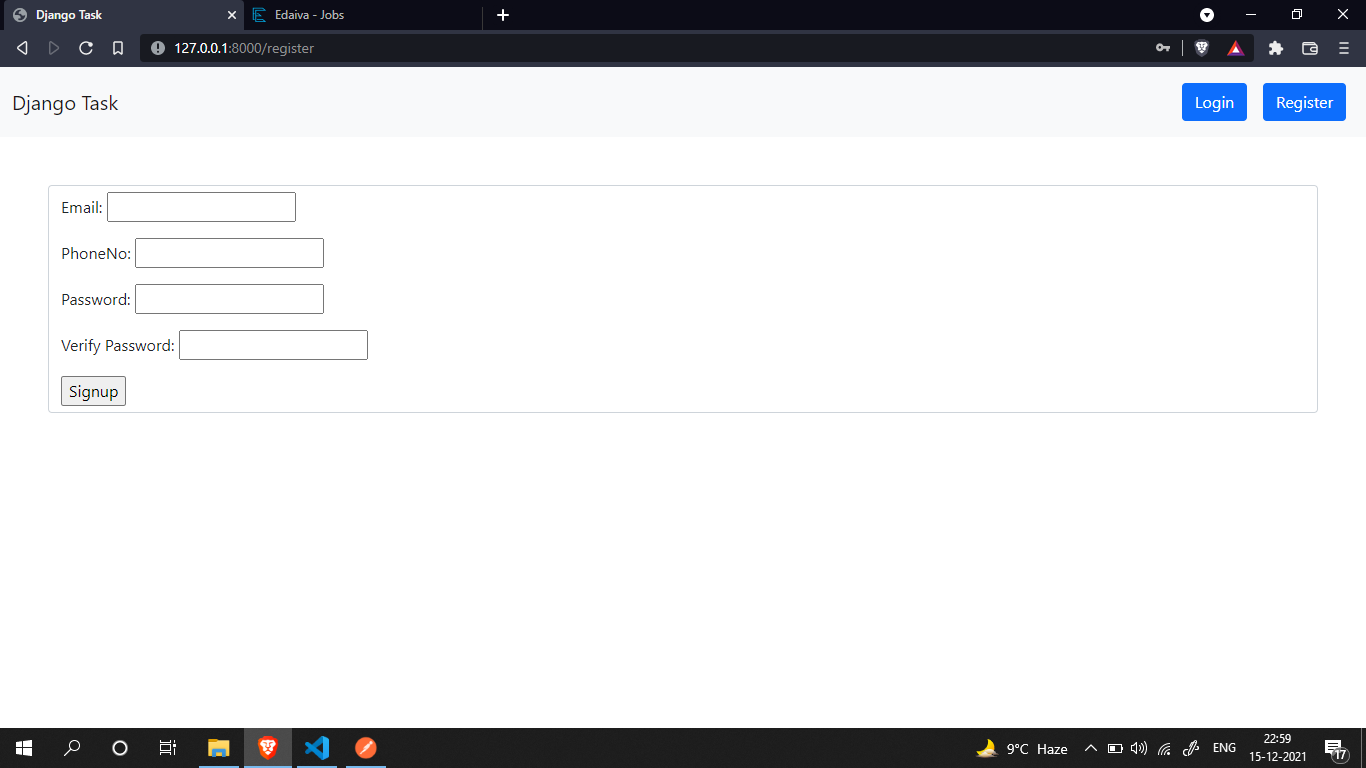 Django Task
Edaiva - Jobs
127.0.0.1:8000/register
Django Task
Login
Register
Email:
PhoneNo:
Password:
Verify Password:
Signup
9°C Haze
ENG
22:59
15-12-2021
17